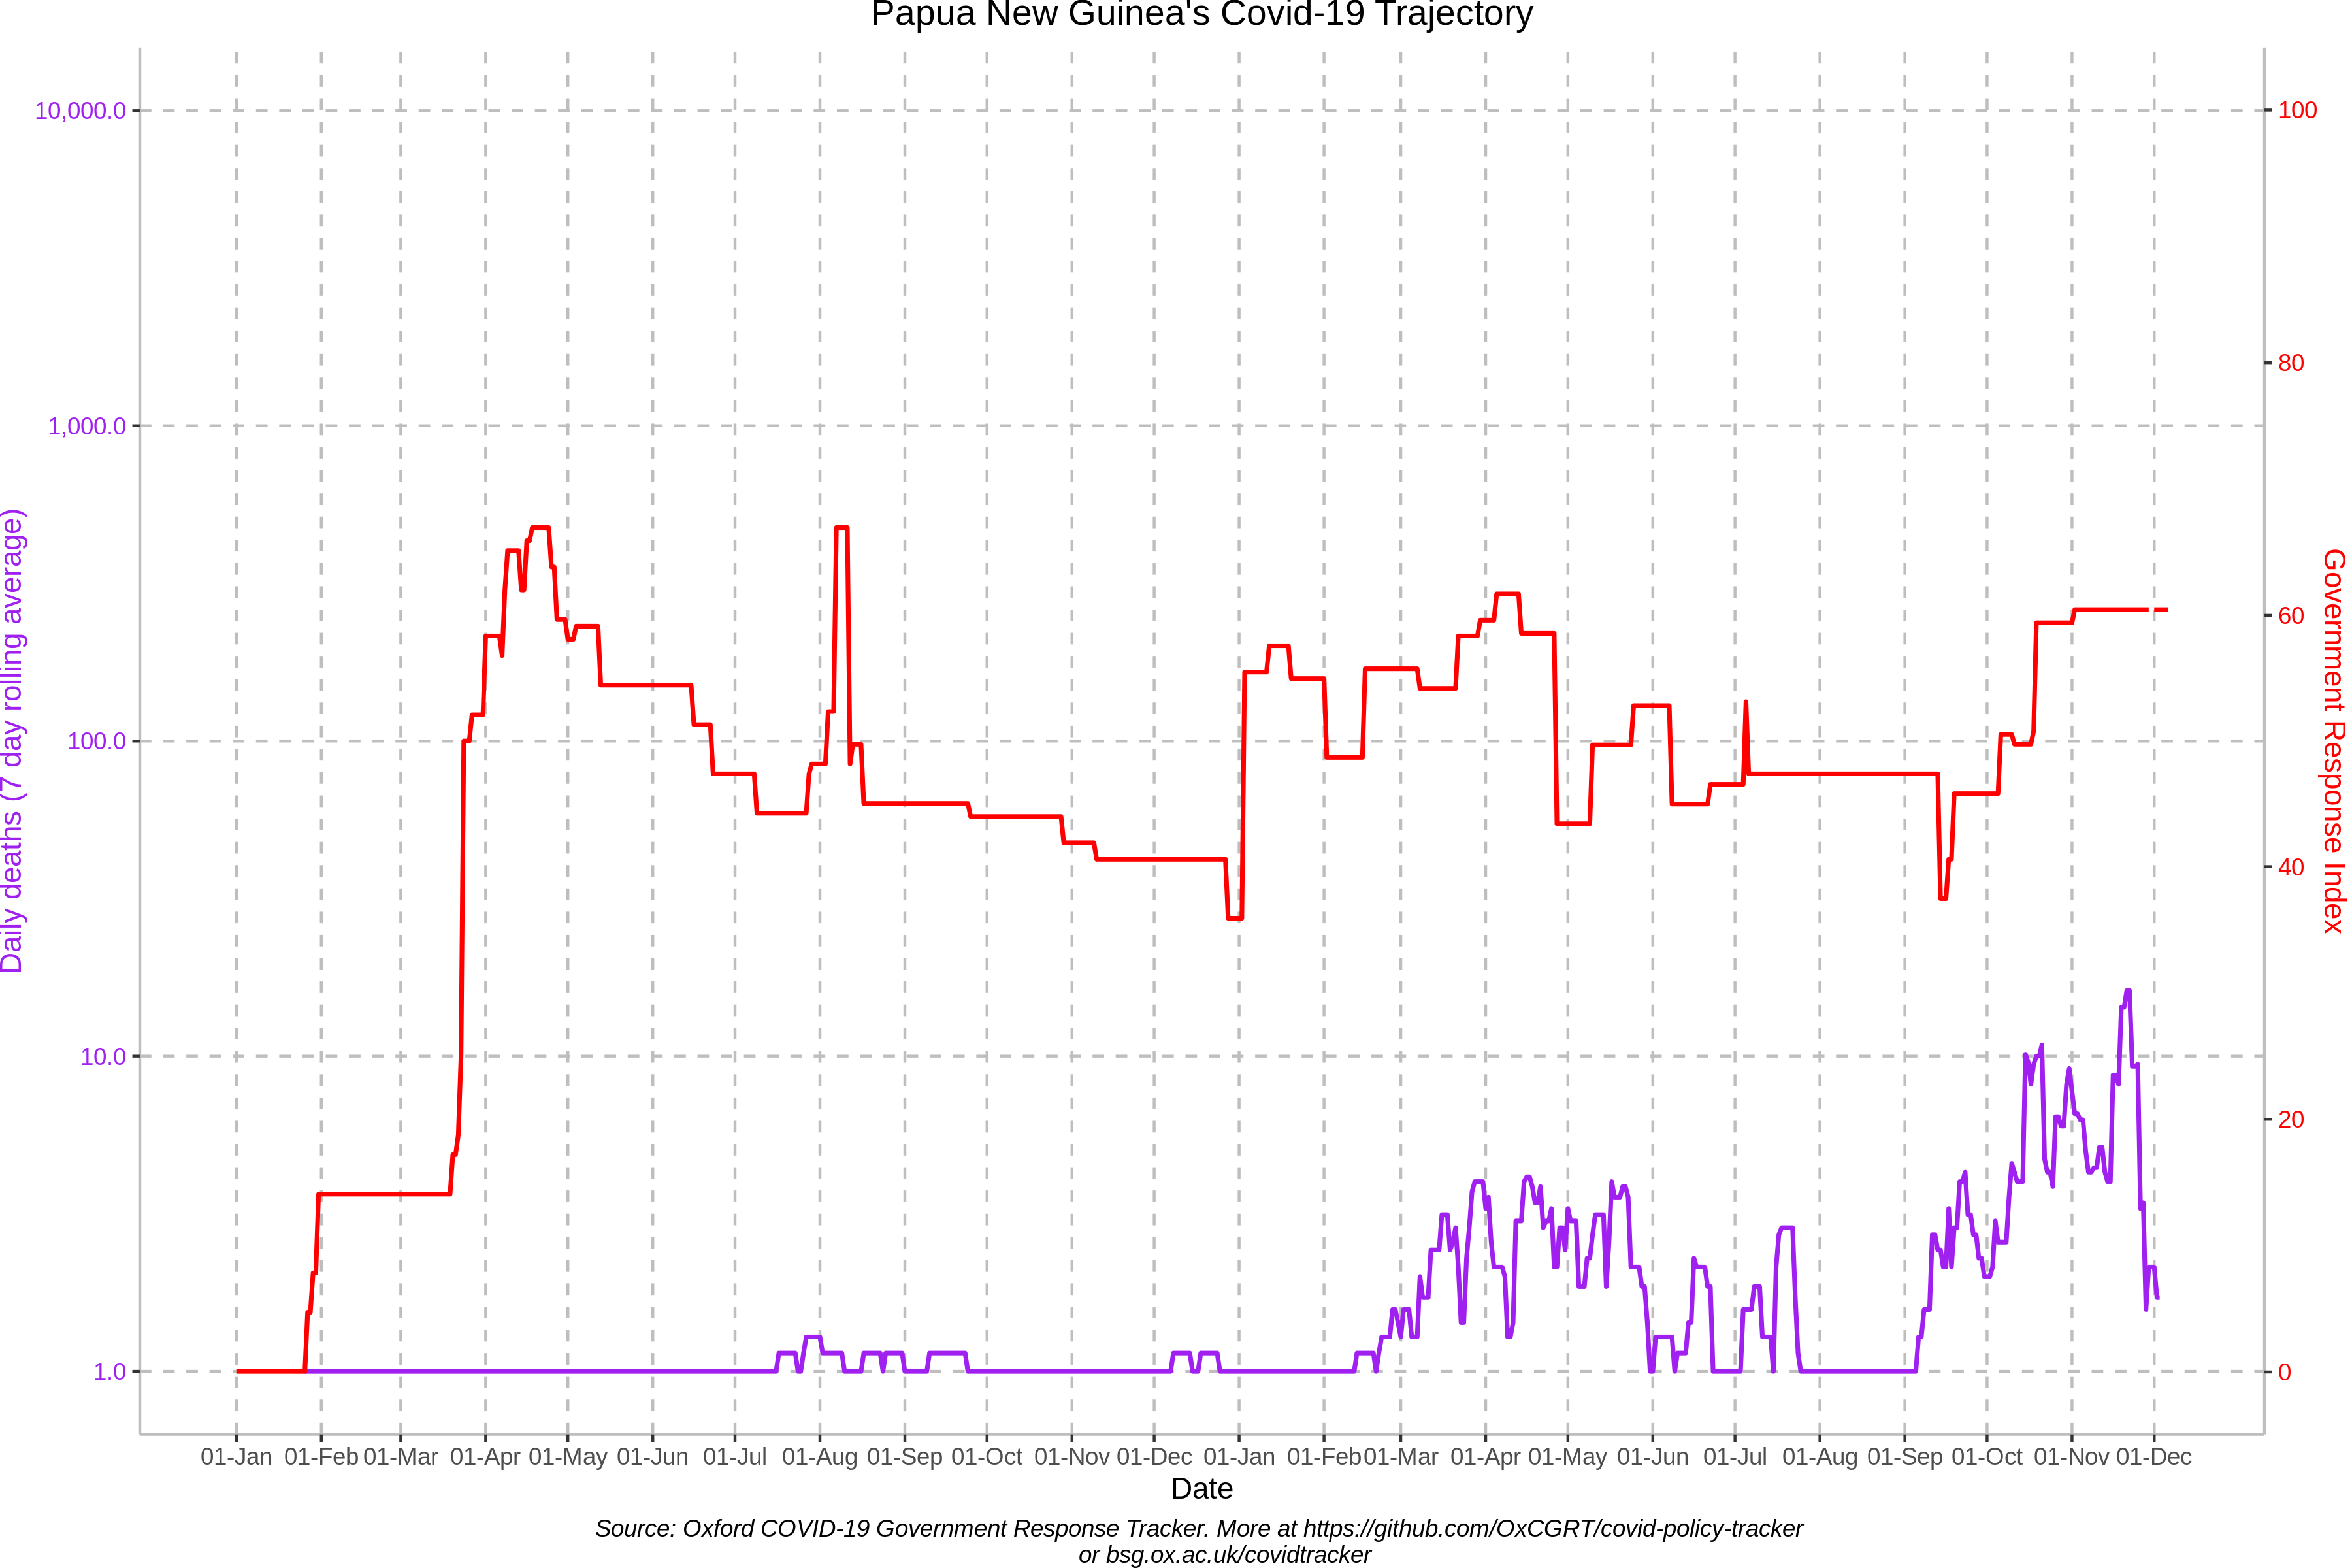 Papua New Guinea's Covid-19 Trajectory
10,000.0
1,000.0
100.0
10.0
1.0
Daily deaths (7 day rolling average)
100
80
60
40
20
0
Government Response Index
01-Jan 01-Feb 01-Mar 01-Apr 01-May 01-Jun 01-Jul 01-Aug 01-Sep 01-Oct 01-Nov 01-Dec 01-Jan 01-Feb 01-Mar 01-Apr 01-May 01-Jun 01-Jul 01-Aug 01-Sep 01-Oct 01-Nov 01-Dec
Date
Source: Oxford COVID-19 Government Response Tracker. More at https://github.com/OxCGRT/covid-policy-tracker
or bsg.ox.ac.uk/covidtracker